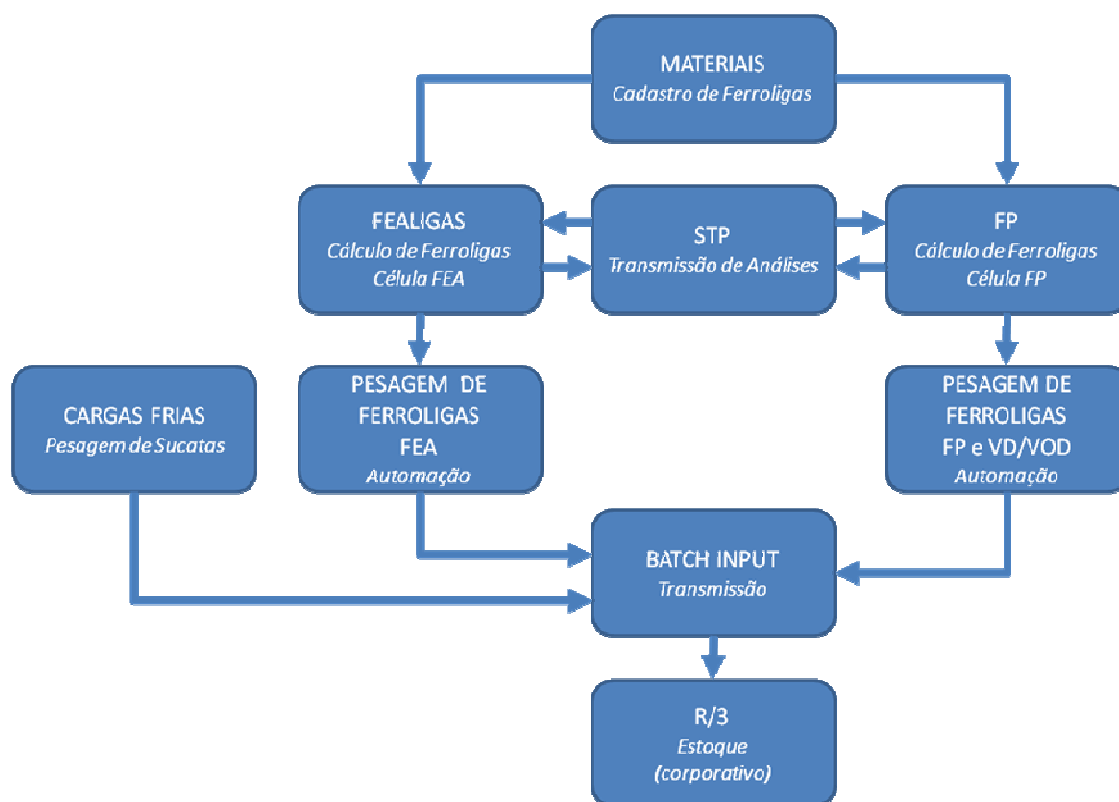 MATERIAIS
Cadastro de Ferroligas
FEALIGAS
Cálculo de Ferroligas
Célula FEA
STP
Transmissão de Análises
FP
Cálculo de Ferroligas
Célula FP
CARGAS FRIAS
Pesagem de Sucatas
PESAGEM DE
FERROLIGAS
FEA
Automação
PESAGEM DE
FERROLIGAS
FP e VD/VOD
Automação
BATCH INPUT
Transmissão
R/3
Estoque
(corporativo)